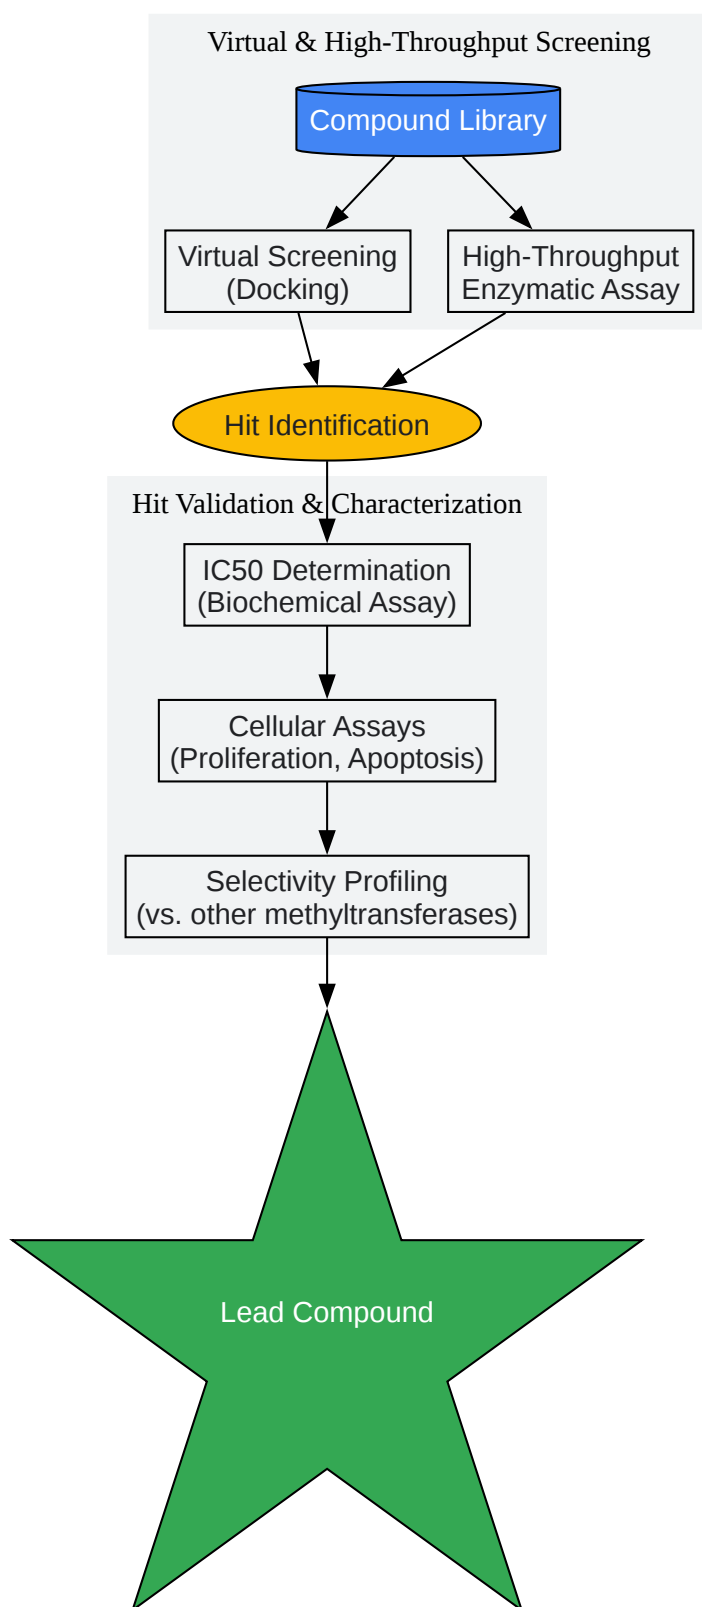 Virtual & High-Throughput Screening
Compound Library
Virtual Screening
(Docking)
High-Throughput
Enzymatic Assay
Hit Identification
Hit Validation & Characterization
IC50 Determination
(Biochemical Assay)
Cellular Assays
(Proliferation, Apoptosis)
Selectivity Profiling
(vs. other methyltransferases)
Lead Compound